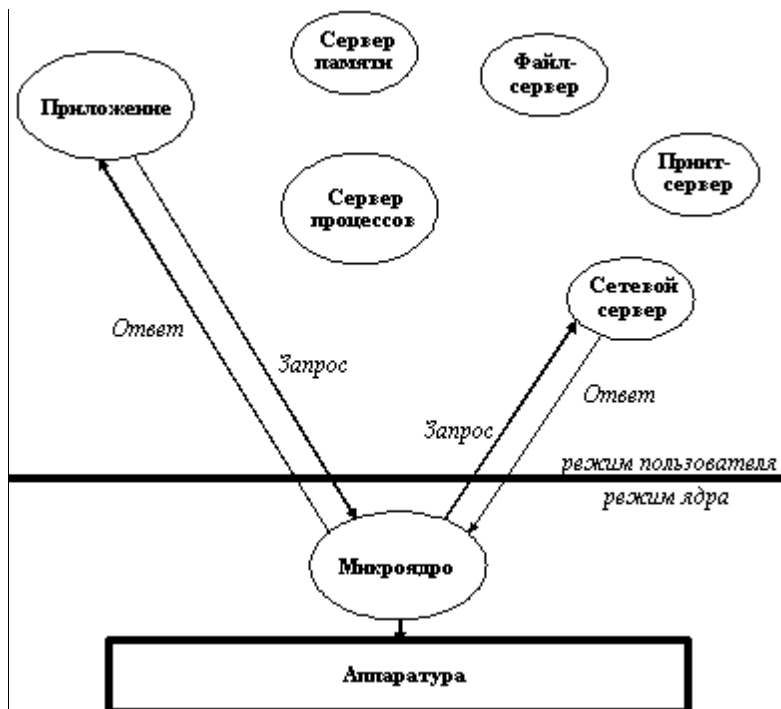 Сервер
памяти
Файл-
сервер
Приложение
Принт-
сервер
Сервер
процессов
Сетевой
сервер
Ответ
Запрос
Запрос
Ответ
режим пользователя
режим ядра
Микроядро
Аппаратура